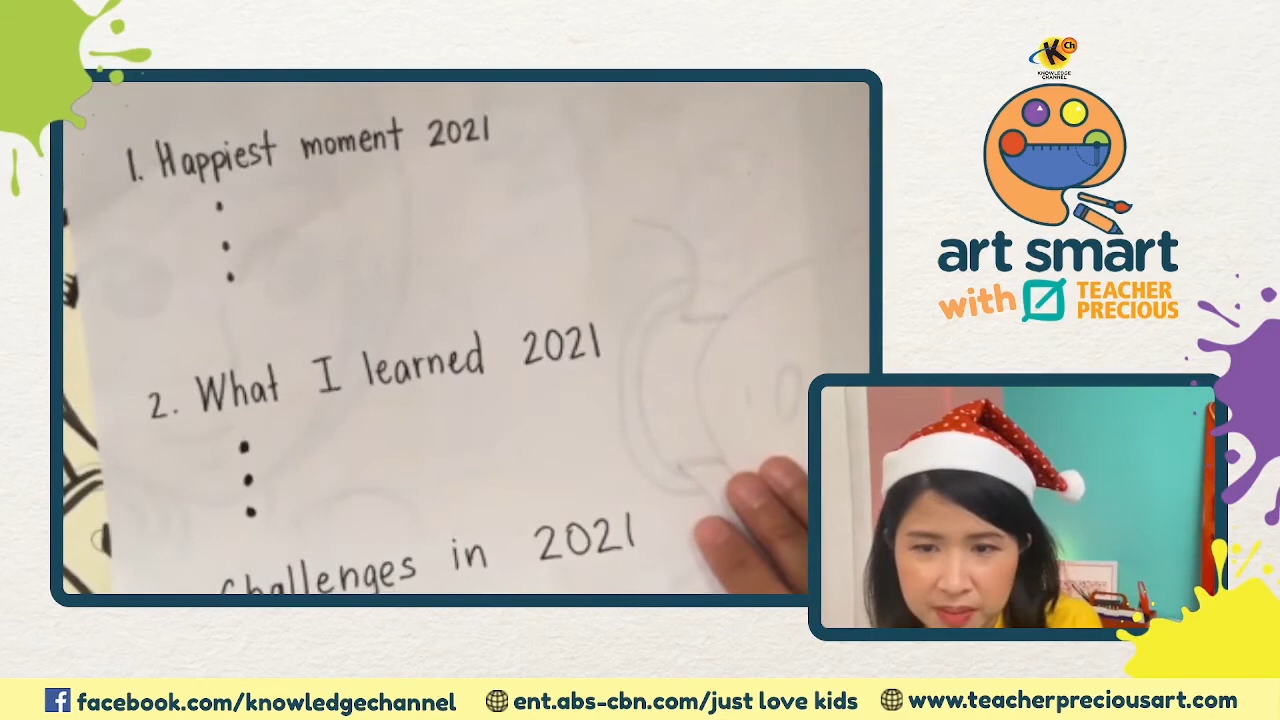 1. Happiest moment 2021
2. What I learned 2021
Challenges in 2021
K Ch
KNOWLEDGE CHANNEL
art smart
with TEACHER PRECIOUS
facebook.com/knowledgechannel
ent.abs-cbn.com/just love kids
www.teacherpreciousart.com